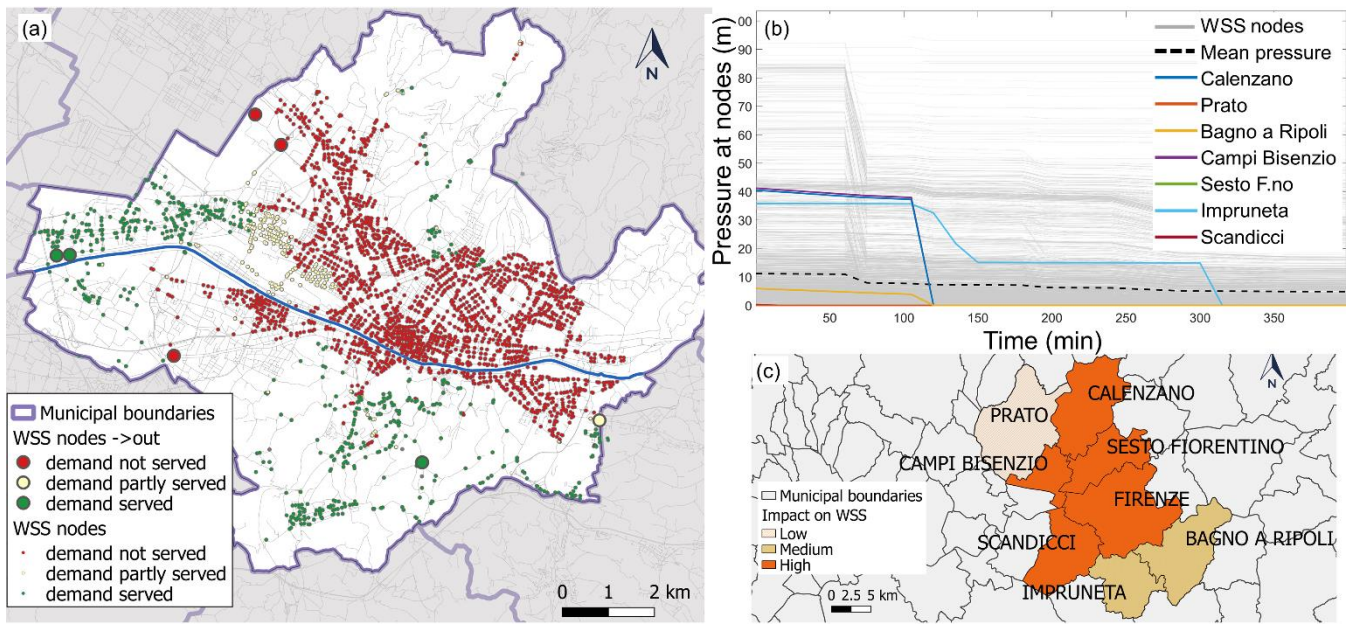 (a)
N
Municipal boundaries
WSS nodes ->out
demand not served
demand partly served
demand served
WSS nodes
demand not served
demand partly served
demand served
0 1 2 km
(b)
Pressure at nodes (m)
00
90
80
70
60
50
40
30
20
10
0
50 100 150 200 250 300 350
Time (min)
WSS nodes
Mean pressure
Calenzano
Prato
Bagno a Ripoli
Campi Bisenzio
Sesto F.no
Impruneta
Scandicci
(c)
N
CALENZANO
PRATO
SESTO FIORENTINO
CAMPI BISENZIO
FIRENZE
SCANDICCI
BAGNO A RIPOLI
IMPRUNETA
Municipal boundaries
Impact on WSS
Low
Medium
High
0 2.5 5 km